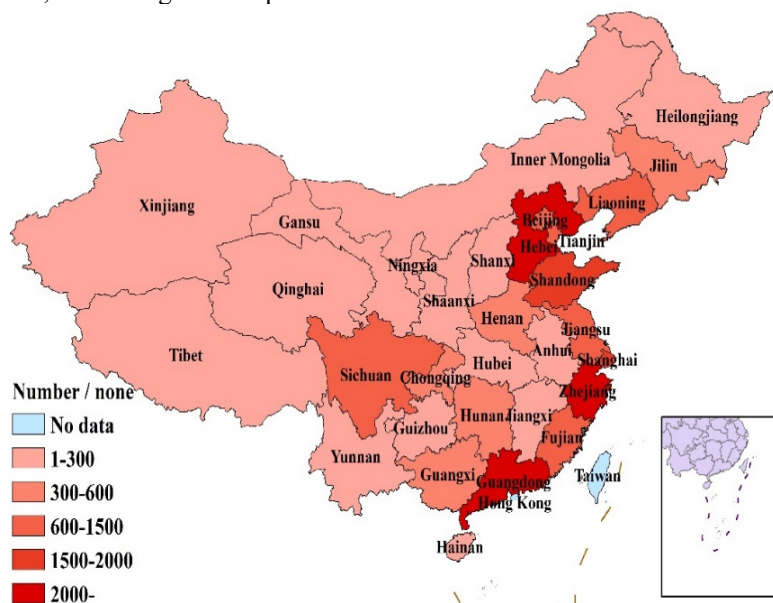 Heilongjiang
Jilin
Inner Mongolia
Liaoning
Xinjiang
Gansu
Beijing
Tianjin
Hebei
Ningxia
Shanxi
Shandong
Qinghai
Shaanxi
Henan
Jiangsu
Tibet
Anhui
Shanghai
Hubei
Sichuan
Chongqing
Zhejiang
Hunan
Jiangxi
Guizhou
Fujian
Yunnan
Guangxi
Guangdong
Taiwan
Hong Kong
Hainan
Number / none
No data
1-300
300-600
600-1500
1500-2000
2000-